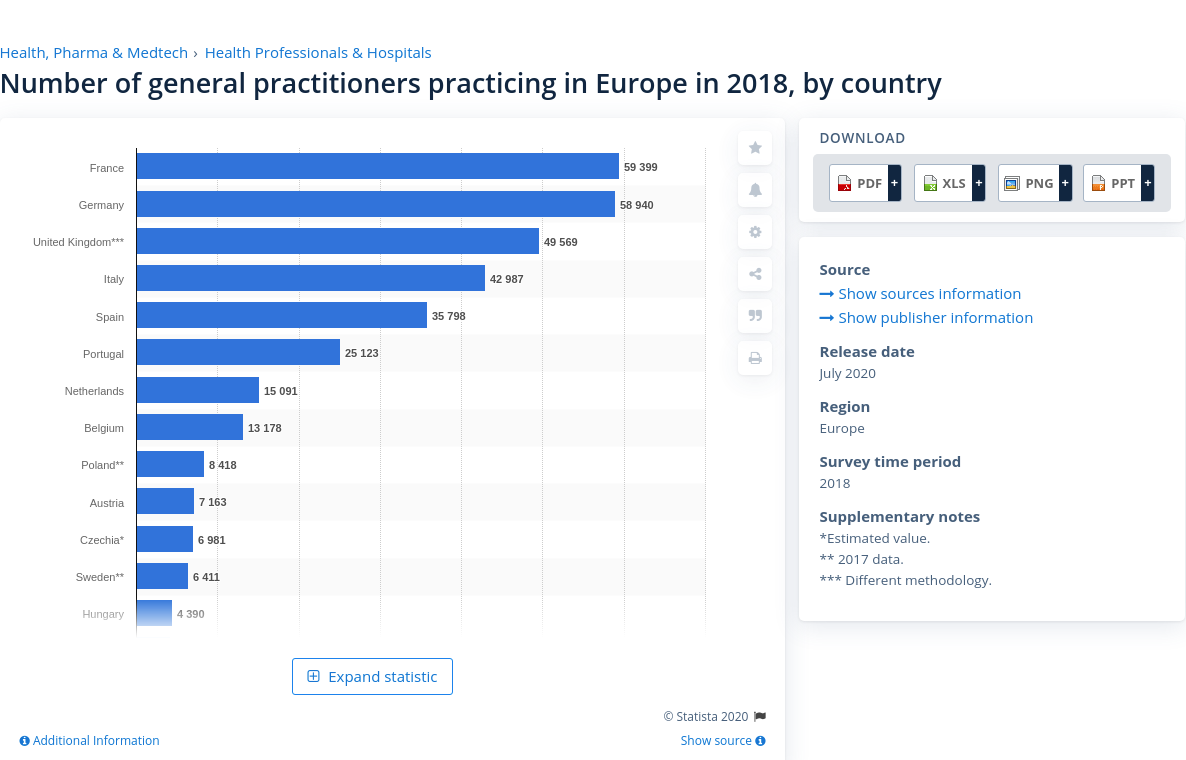 Health, Pharma & Medtech › Health Professionals & Hospitals
Number of general practitioners practicing in Europe in 2018, by country
France 59 399
Germany 58 940
United Kingdom*** 49 569
Italy 42 987
Spain 35 798
Portugal 25 123
Netherlands 15 091
Belgium 13 178
Poland** 8 418
Austria 7 163
Czechia* 6 981
Sweden** 6 411
Hungary 4 390
Expand statistic
© Statista 2020
Additional Information
Show source
DOWNLOAD
PDF + XLS + PNG + PPT +
Source
Show sources information
Show publisher information
Release date
July 2020
Region
Europe
Survey time period
2018
Supplementary notes
*Estimated value.
** 2017 data.
*** Different methodology.